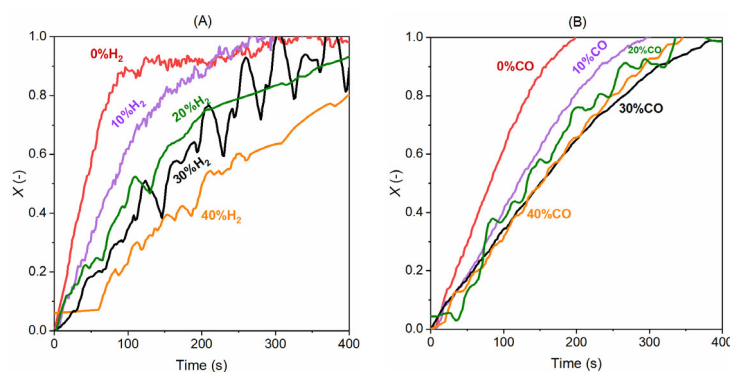 (A)
1.0
0.8
0.6
0.4
0.2
0.0
X (-)
0%H₂
10%H₂
20%H₂
30%H₂
40%H₂
0
100
200
300
400
Time (s)
(B)
1.0
0.8
0.6
0.4
0.2
0.0
X (-)
0%CO
10%CO
20%CO
30%CO
40%CO
0
100
200
300
400
Time (s)